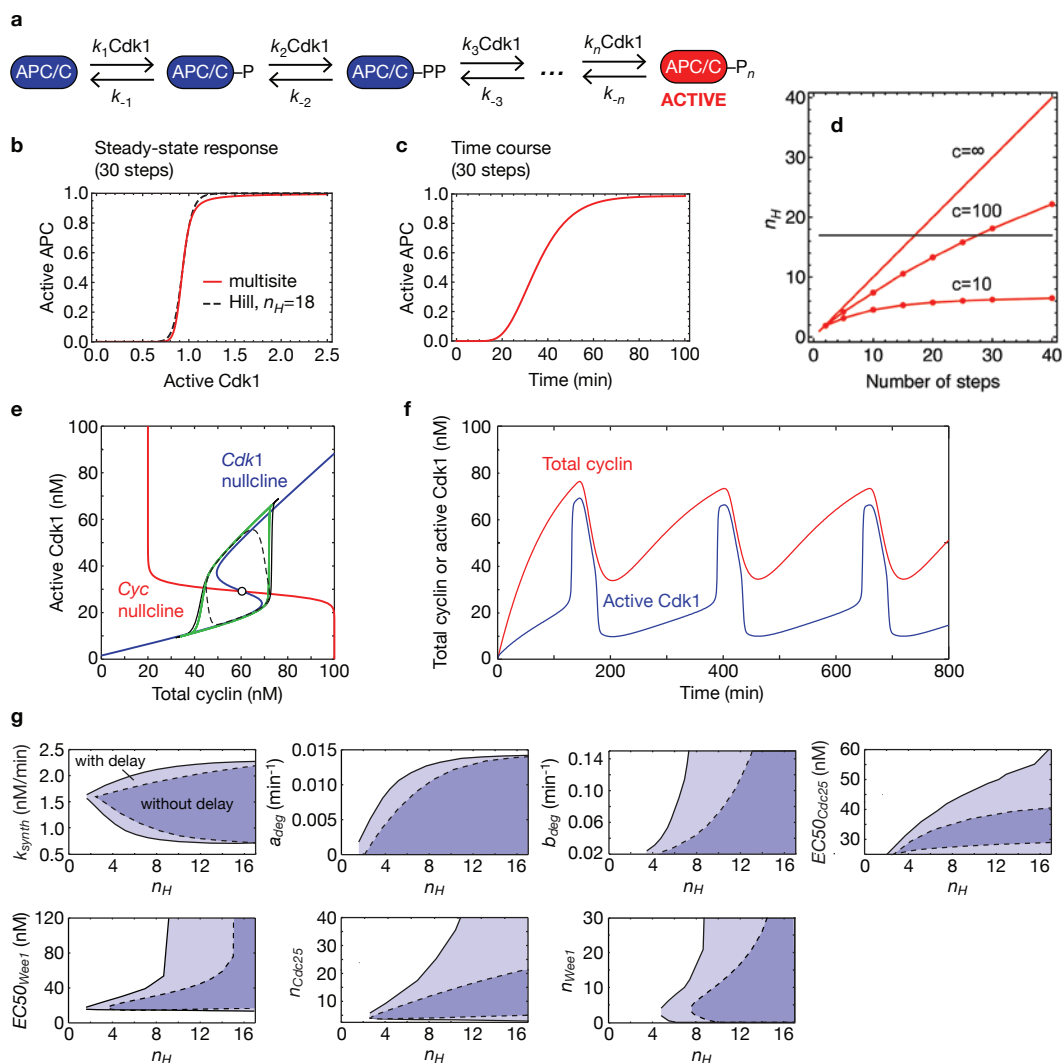 a
k1Cdk1 k2Cdk1 k3Cdk1 knCdk1
APC/C APC/C-P APC/C-PP ... APC/C-Pn
k-1 k-2 k-3 k-n ACTIVE
b Steady-state response
(30 steps)
1.0
0.8
0.6
0.4
0.2
0
Active APC
multisite
Hill, nH=18
0.0 0.5 1.0 1.5 2.0 2.5
Active Cdk1
c Time course
(30 steps)
1.0
0.8
0.6
0.4
0.2
0
Active APC
0 20 40 60 80 100
Time (min)
d
40
30
20
10
0
nH
c=∞
c=100
c=10
0 10 20 30 40
Number of steps
e
100
80
60
40
20
0
Active Cdk1 (nM)
Cdk1
nullcline
Cyc
nullcline
0 20 40 60 80 100
Total cyclin (nM)
f
100
80
60
40
20
0
Total cyclin or active Cdk1 (nM)
Total cyclin
Active Cdk1
0 200 400 600 800
Time (min)
g
2.5
2.0
1.5
1.0
0.5
ksynth (nM/min)
with delay
without delay
0 4 8 12 16
nH
0.015
0.010
0.005
0
adeg (min-1)
0 4 8 12 16
nH
0.14
0.10
0.06
0.02
bdeg (min-1)
0 4 8 12 16
nH
60
50
40
30
EC50Cdc25 (nM)
0 4 8 12 16
nH
120
80
40
0
EC50Wee1 (nM)
0 4 8 12 16
nH
40
30
20
10
nCdc25
0 4 8 12 16
nH
30
20
10
0
nWee1
0 4 8 12 16
nH